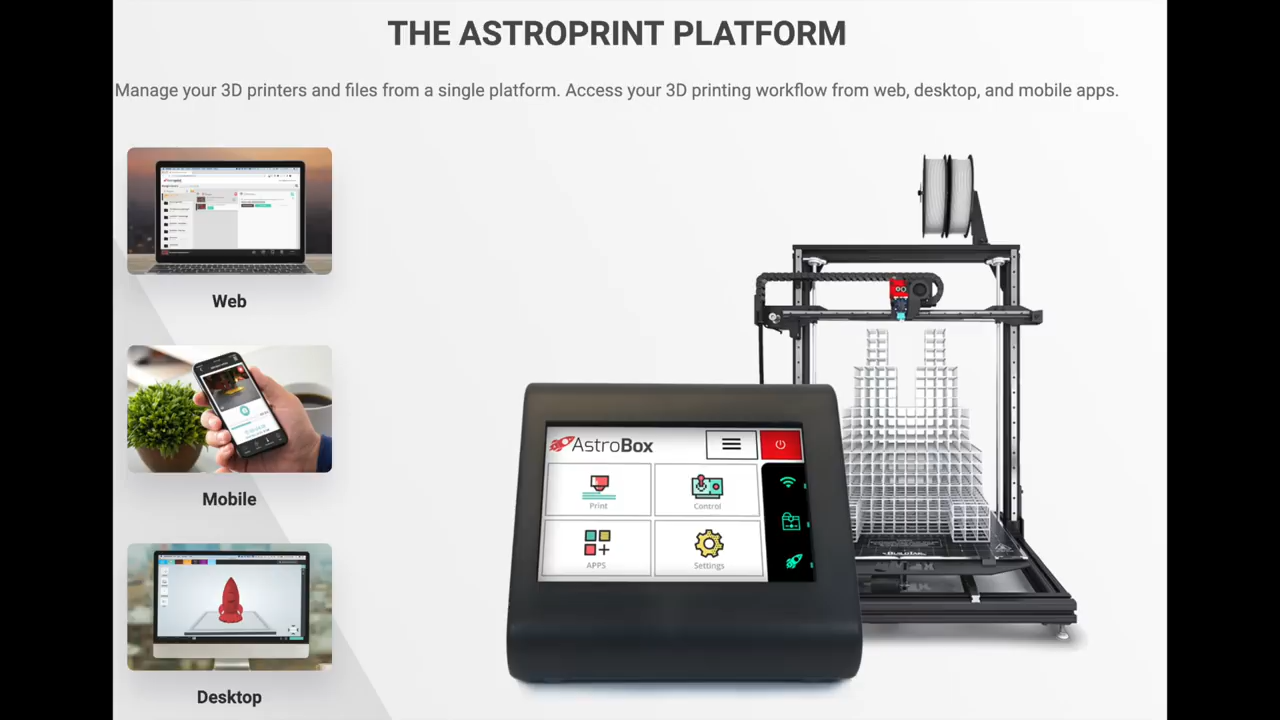 THE ASTROPRINT PLATFORM
Manage your 3D printers and files from a single platform. Access your 3D printing workflow from web, desktop, and mobile apps.
Web
Mobile
Desktop
AstroBox
Print
Control
APPS
Settings